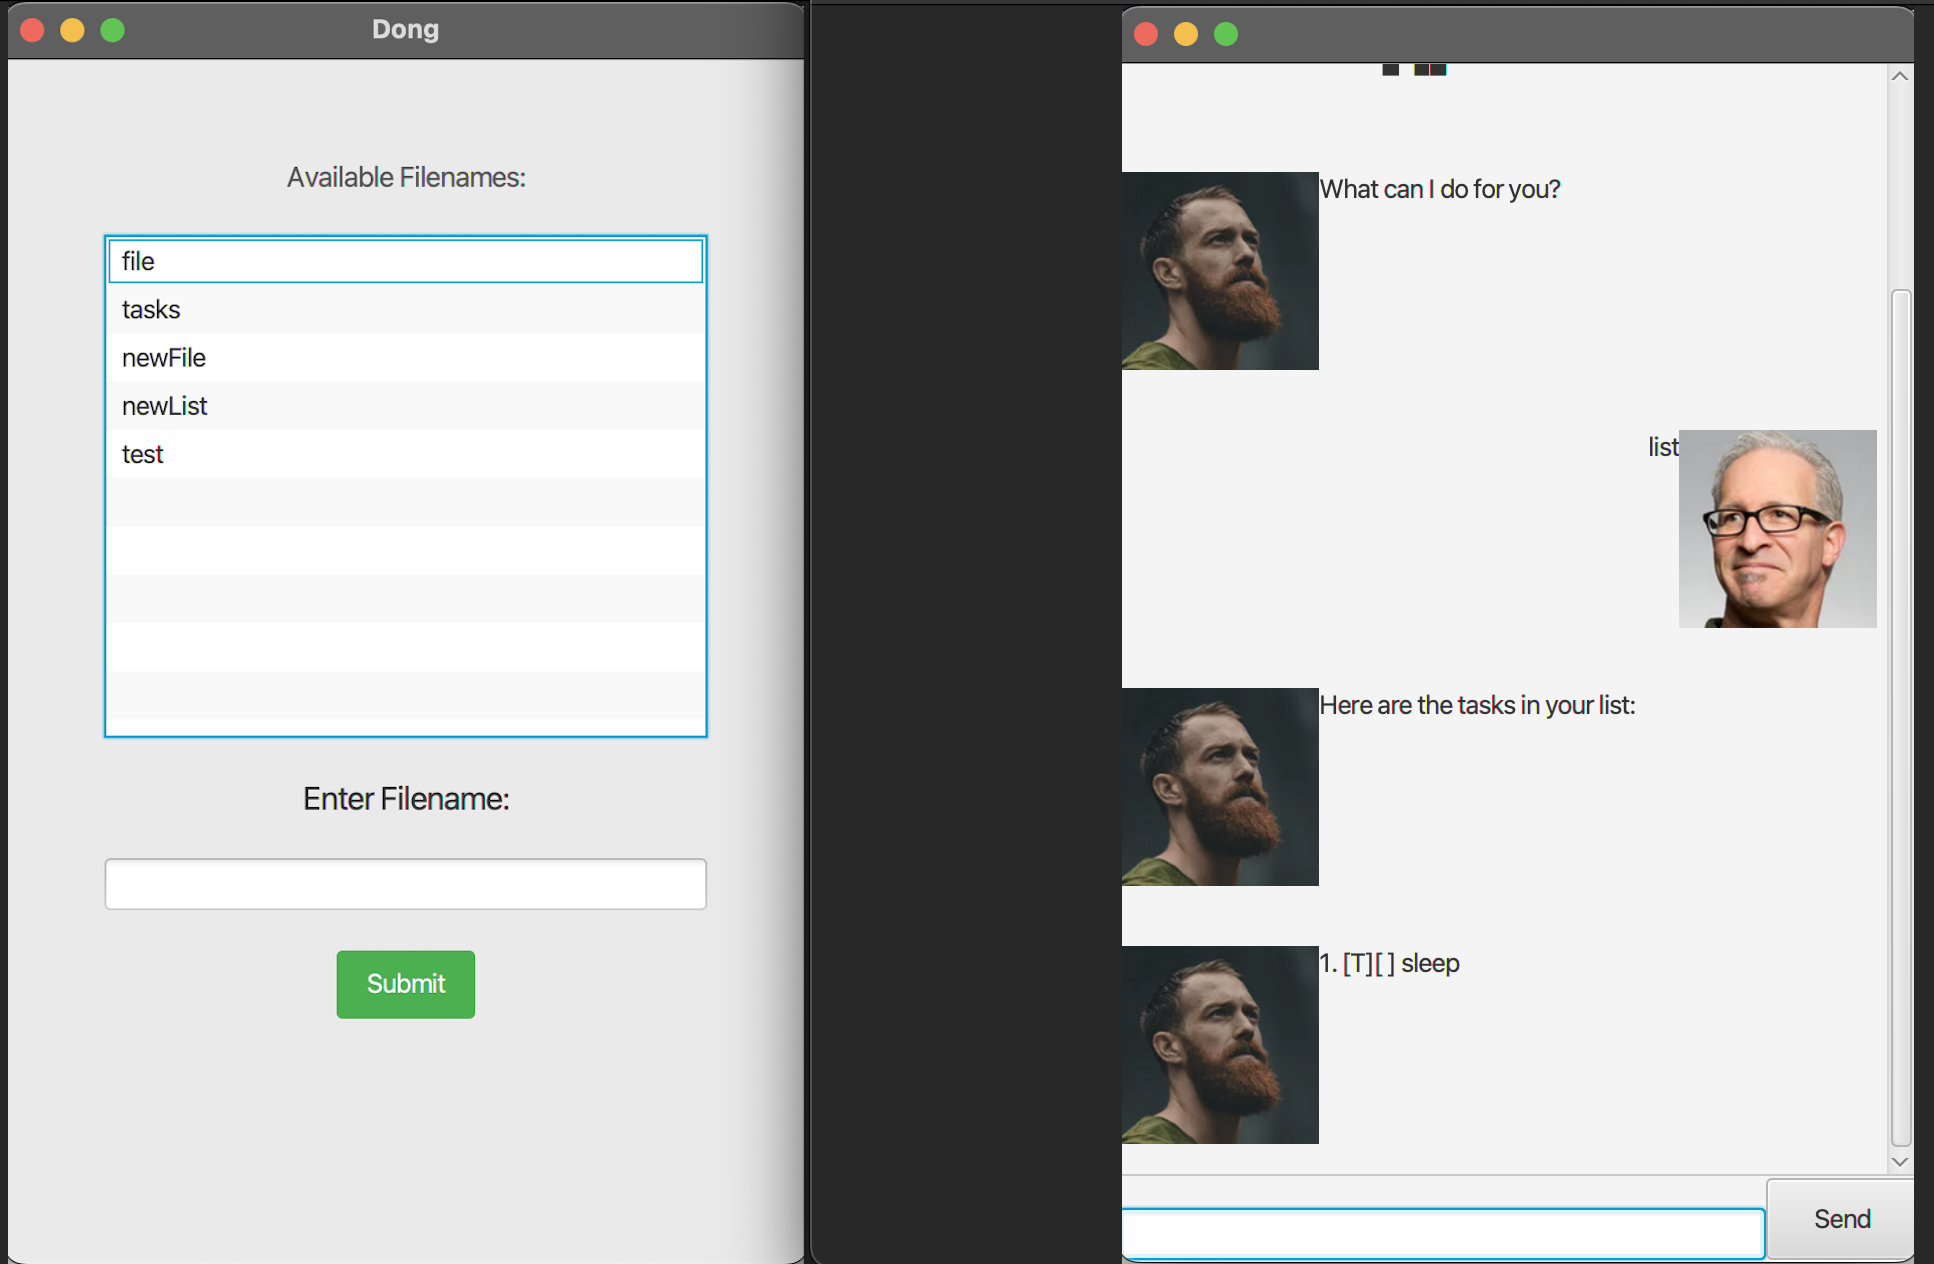 Dong
Available Filenames:
file
tasks
newFile
newList
test
Enter Filename:
Submit
What can I do for you?
list
Here are the tasks in your list:
1. [T][ ] sleep
Send